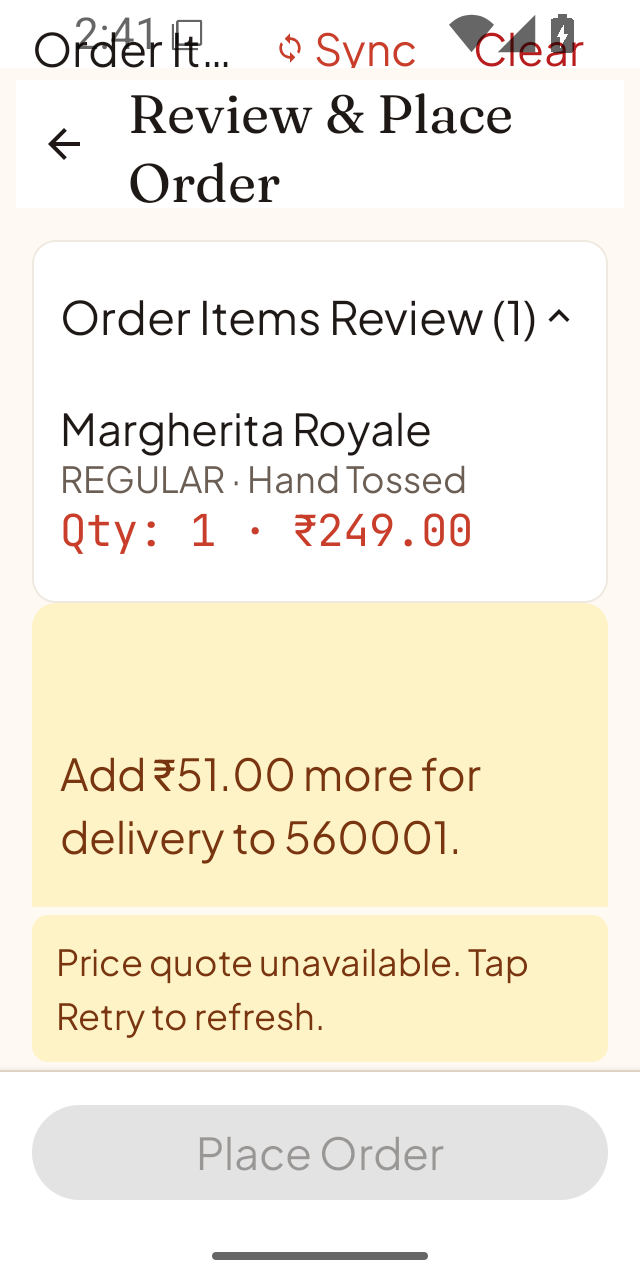 2:41
Order It... Sync Clear
Review & Place
Order
Order Items Review (1)
Margherita Royale
REGULAR · Hand Tossed
Qty: 1 · ₹249.00
Add ₹51.00 more for
delivery to 560001.
Price quote unavailable. Tap
Retry to refresh.
Place Order